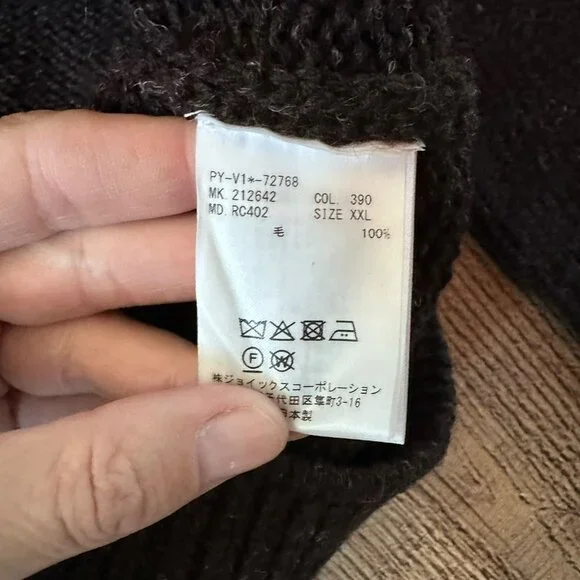 PY-V1*-72768
MK. 212642 COL. 390
MD. RC402 SIZE XXL
毛 100%
F W
㈱ジョイックスコーポレーション
代田区隼町3-16
本製